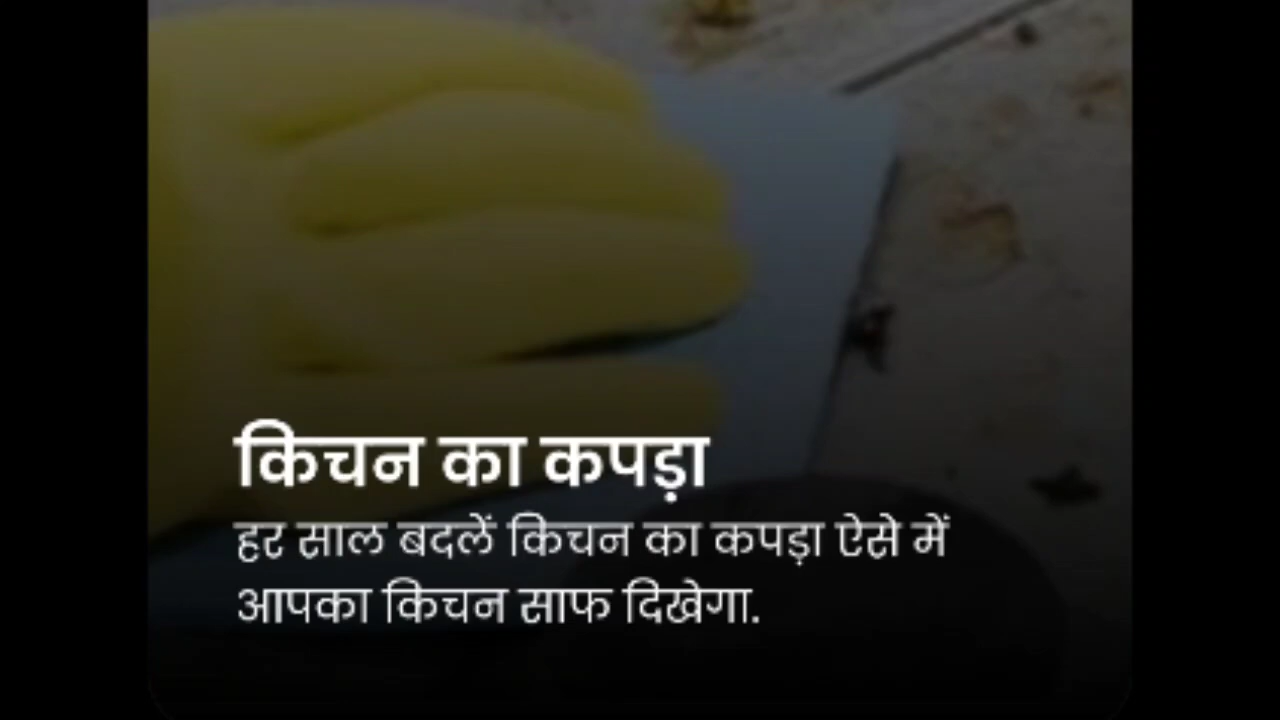 किचन का कपड़ा
हर साल बदलें किचन का कपड़ा ऐसे में
आपका किचन साफ दिखेगा.